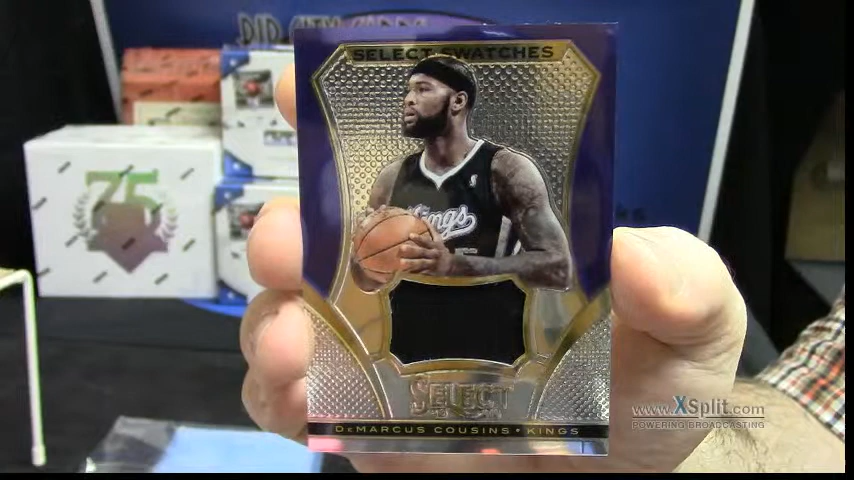 SELECT SWATCHES
Kings
75
SELECT
DEMARCUS COUSINS • KINGS
www.XSplit.com
POWERING BROADCASTING